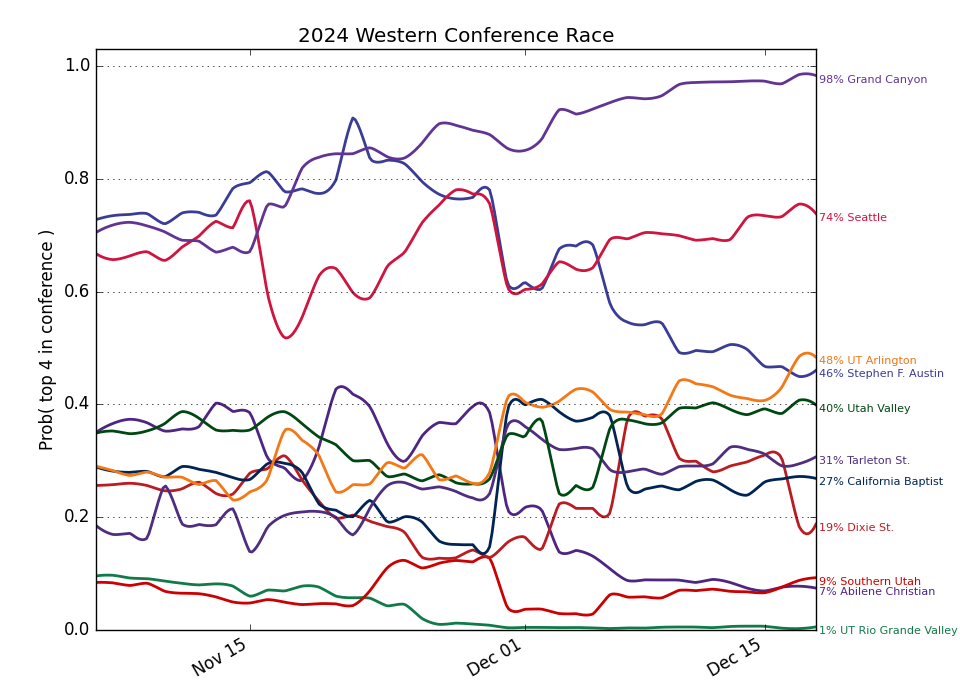 2024 Western Conference Race
Prob( top 4 in conference )
1.0
0.8
0.6
0.4
0.2
0.0
Nov 15
Dec 01
Dec 15
98% Grand Canyon
74% Seattle
48% UT Arlington
46% Stephen F. Austin
40% Utah Valley
31% Tarleton St.
27% California Baptist
19% Dixie St.
9% Southern Utah
7% Abilene Christian
1% UT Rio Grande Valley